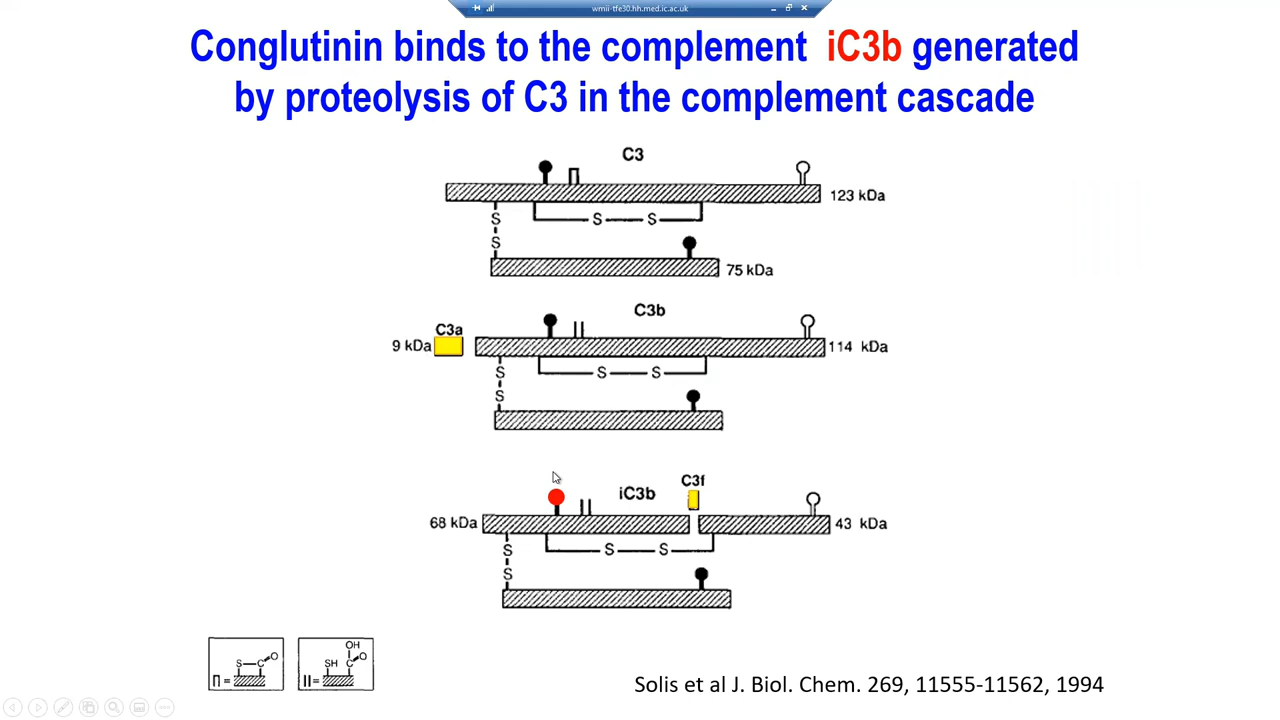 wmii-tfe30.hh.med.ic.ac.uk
Conglutinin binds to the complement iC3b generated
by proteolysis of C3 in the complement cascade
C3
123 kDa
S S
S
S
75 kDa
C3b
C3a
9 kDa
114 kDa
S S
S
S
C3f
iC3b
68 kDa
43 kDa
S S
S
S
OH
S C O
SH C O
Π = II =
Solis et al J. Biol. Chem. 269, 11555-11562, 1994